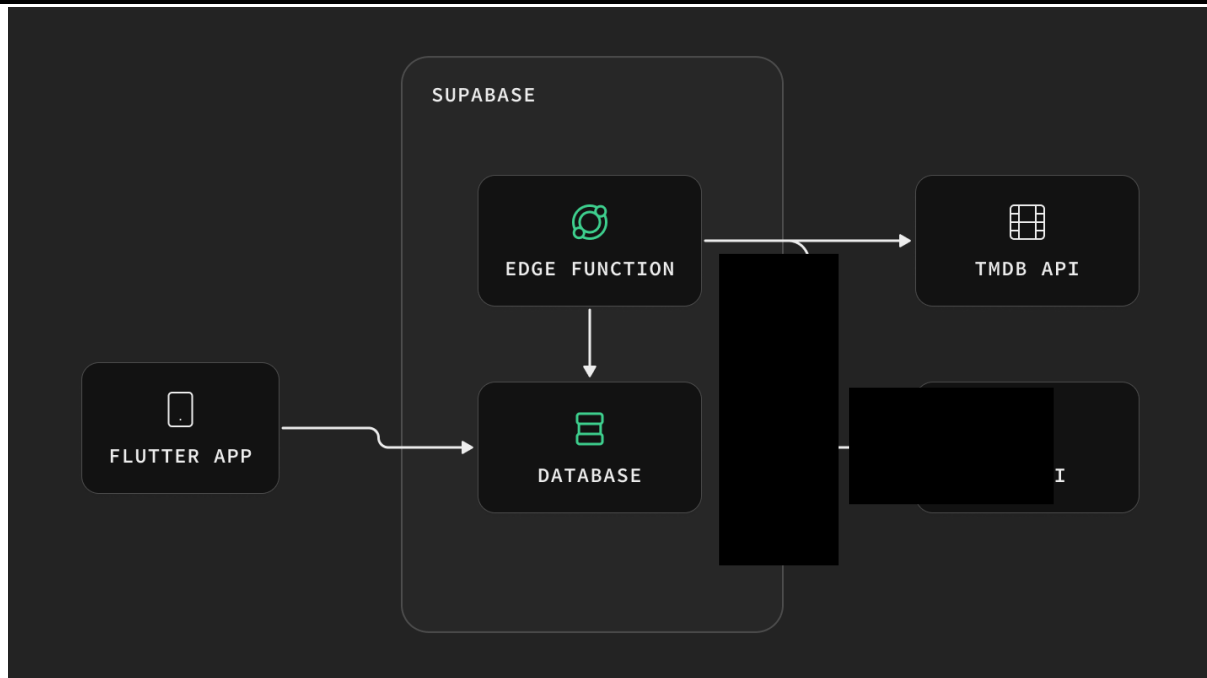 SUPABASE
EDGE FUNCTION
TMDB API
FLUTTER APP
DATABASE